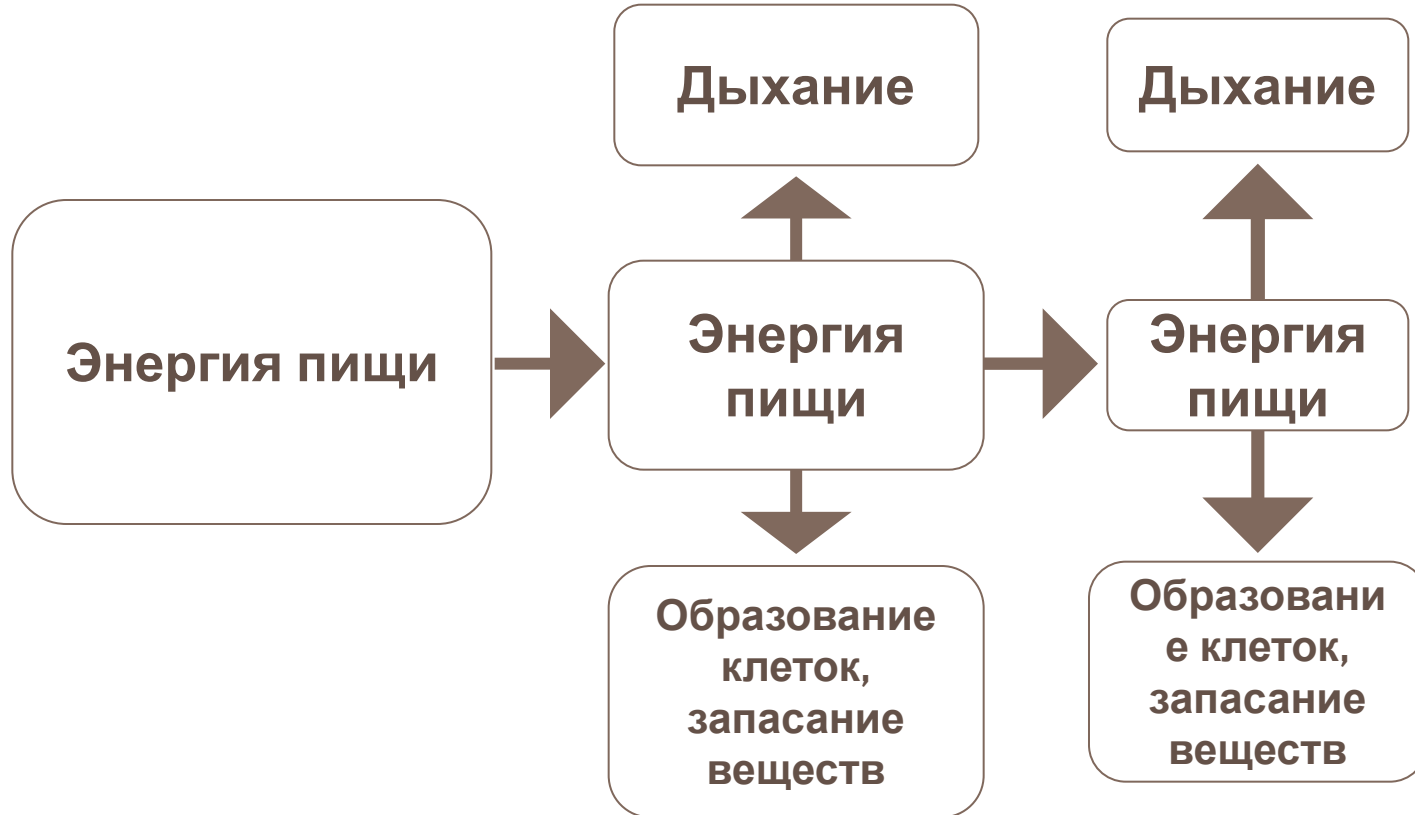 Дыхание
Дыхание
Энергия пищи
Энергия
пищи
Энергия
пищи
Образование
клеток,
запасание
веществ
Образовани
е клеток,
запасание
веществ